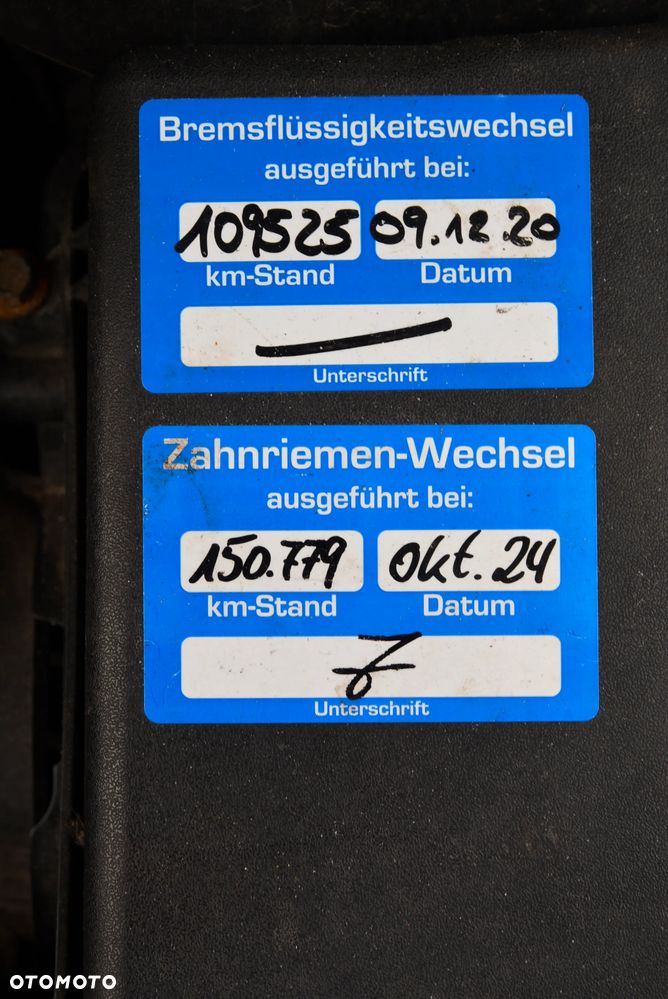 Bremsflüssigkeitswechsel
ausgeführt bei:
109525 09.12.20
km-Stand Datum
Unterschrift
Zahnriemen-Wechsel
ausgeführt bei:
150.779 Okt. 24
km-Stand Datum
Unterschrift
OTOMOTO